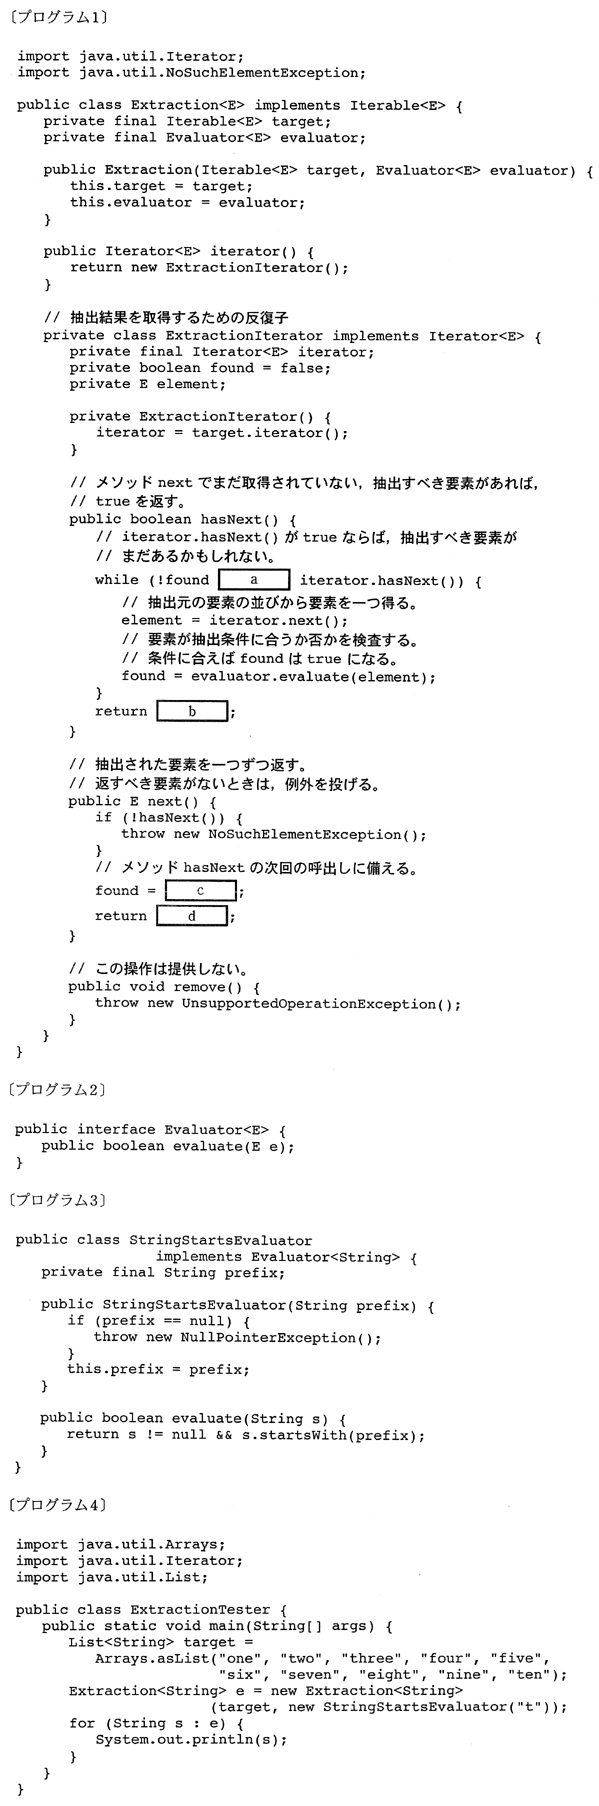 〔プログラム1〕
import java.util.Iterator;
import java.util.NoSuchElementException;
public class Extraction<E> implements Iterable<E> {
private final Iterable<E> target;
private final Evaluator<E> evaluator;
public Extraction(Iterable<E> target, Evaluator<E> evaluator) {
this.target = target;
this.evaluator = evaluator;
}
public Iterator<E> iterator() {
return new ExtractionIterator();
}
// 抽出結果を取得するための反復子
private class ExtractionIterator implements Iterator<E> {
private final Iterator<E> iterator;
private boolean found = false;
private E element;
private ExtractionIterator() {
iterator = target.iterator();
}
// メソッド next でまだ取得されていない，抽出すべき要素があれば，
// true を返す。
public boolean hasNext() {
// iterator.hasNext() が true ならば，抽出すべき要素が
// まだあるかもしれない。
while (!found a iterator.hasNext()) {
// 抽出元の要素の並びから要素を一つ得る。
element = iterator.next();
// 要素が抽出条件に合うか否かを検査する。
// 条件に合えば found は true になる。
found = evaluator.evaluate(element);
}
return b ;
}
// 抽出された要素を一つずつ返す。
// 返すべき要素がないときは，例外を投げる。
public E next() {
if (!hasNext()) {
throw new NoSuchElementException();
}
// メソッド hasNext の次回の呼出しに備える。
found = c ;
return d ;
}
// この操作は提供しない。
public void remove() {
throw new UnsupportedOperationException();
}
}
}
〔プログラム2〕
public interface Evaluator<E> {
public boolean evaluate(E e);
}
〔プログラム3〕
public class StringStartsEvaluator
implements Evaluator<String> {
private final String prefix;
public StringStartsEvaluator(String prefix) {
if (prefix == null) {
throw new NullPointerException();
}
this.prefix = prefix;
}
public boolean evaluate(String s) {
return s != null && s.startsWith(prefix);
}
}
〔プログラム4〕
import java.util.Arrays;
import java.util.Iterator;
import java.util.List;
public class ExtractionTester {
public static void main(String[] args) {
List<String> target =
Arrays.asList("one", "two", "three", "four", "five",
"six", "seven", "eight", "nine", "ten");
Extraction<String> e = new Extraction<String>
(target, new StringStartsEvaluator("t"));
for (String s : e) {
System.out.println(s);
}
}
}